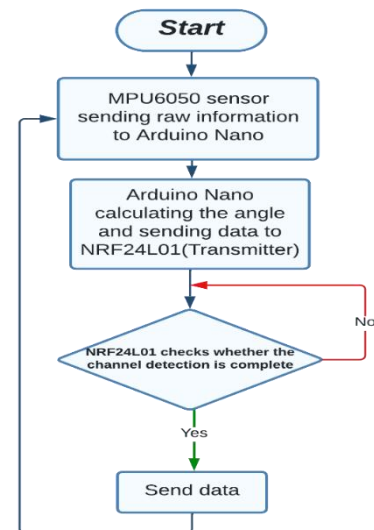 Start
MPU6050 sensor
sending raw information
to Arduino Nano
Arduino Nano
calculating the angle
and sending data to
NRF24L01(Transmitter)
No
NRF24L01 checks whether the
channel detection is complete
Yes
Send data